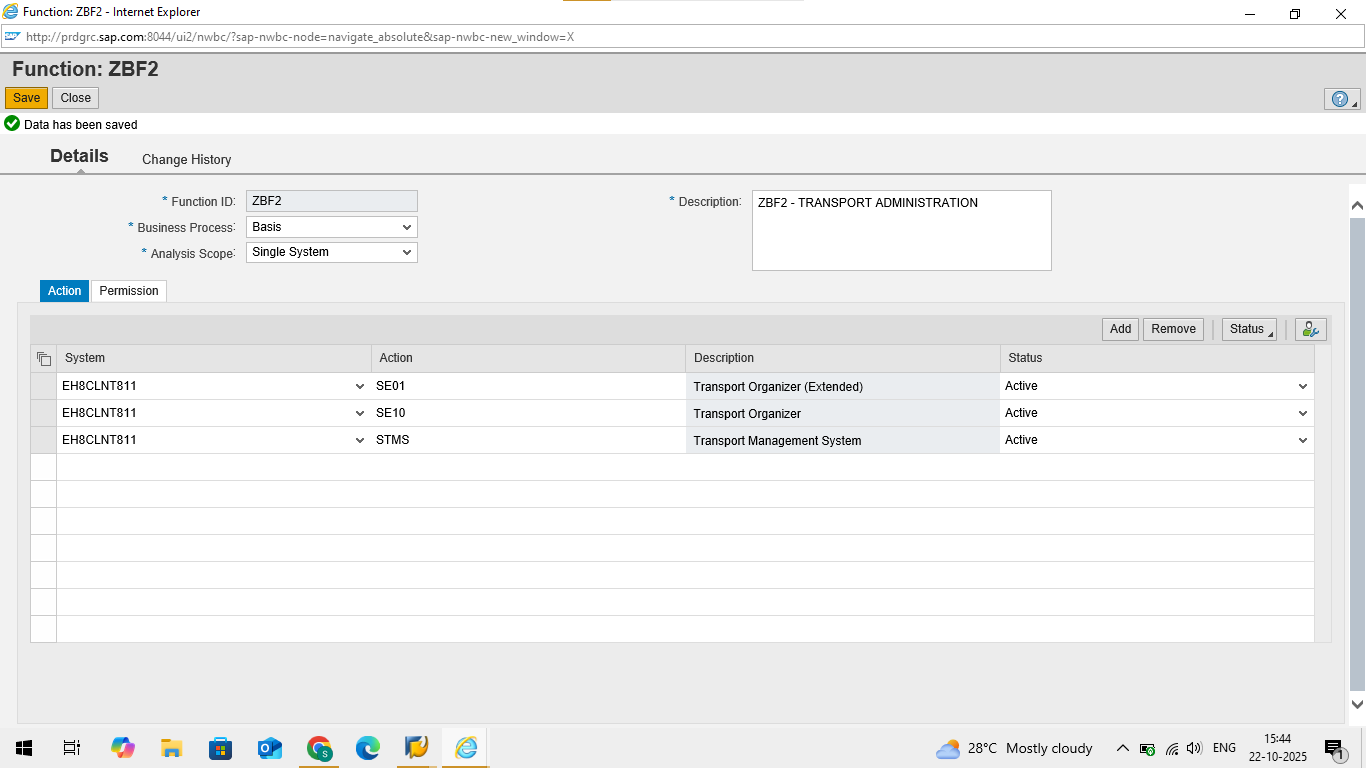 Function: ZBF2 - Internet Explorer
http://prdgrc.sap.com:8044/ui2/nwbc/?sap-nwbc-node=navigate_absolute&sap-nwbc-new_window=X
Function: ZBF2
Save Close
Data has been saved
Details Change History
* Function ID: ZBF2 * Description: ZBF2 - TRANSPORT ADMINISTRATION
* Business Process: Basis
* Analysis Scope: Single System
Action Permission
Add Remove Status
System Action Description Status
EH8CLNT811 SE01 Transport Organizer (Extended) Active
EH8CLNT811 SE10 Transport Organizer Active
EH8CLNT811 STMS Transport Management System Active
28°C Mostly cloudy ENG 15:44
22-10-2025 1